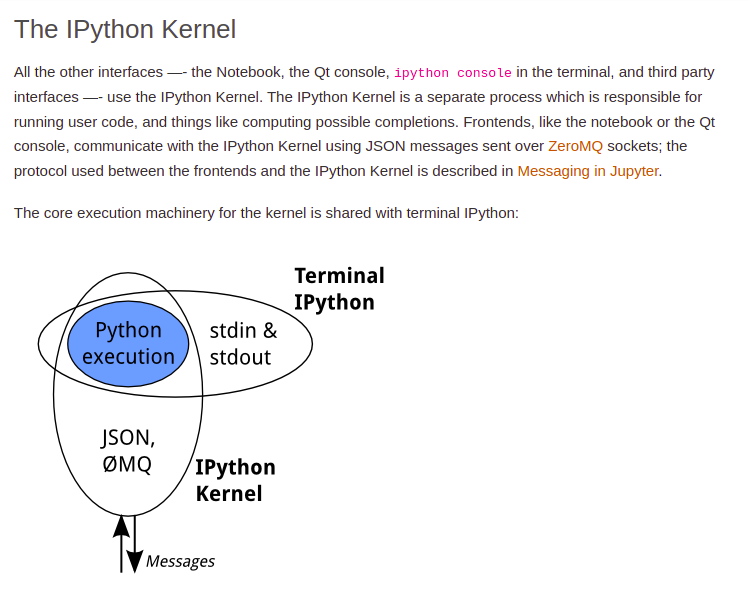 The IPython Kernel
All the other interfaces —- the Notebook, the Qt console, ipython console in the terminal, and third party
interfaces —- use the IPython Kernel. The IPython Kernel is a separate process which is responsible for
running user code, and things like computing possible completions. Frontends, like the notebook or the Qt
console, communicate with the IPython Kernel using JSON messages sent over ZeroMQ sockets; the
protocol used between the frontends and the IPython Kernel is described in Messaging in Jupyter.
The core execution machinery for the kernel is shared with terminal IPython:
Terminal
IPython
Python
execution
stdin &
stdout
JSON,
ØMQ
IPython
Kernel
Messages